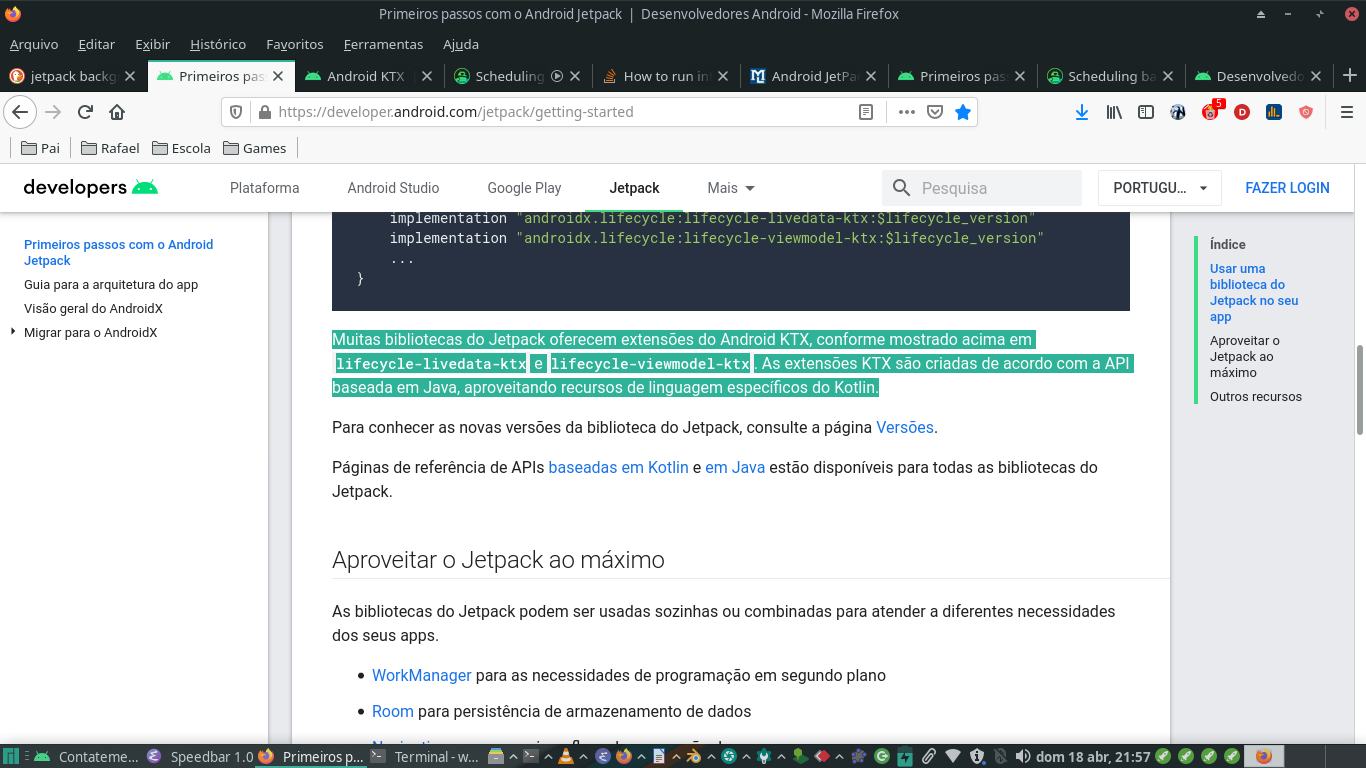 Primeiros passos com o Android Jetpack | Desenvolvedores Android - Mozilla Firefox
Arquivo Editar Exibir Histórico Favoritos Ferramentas Ajuda
jetpack backg
Primeiros pas
Android KTX
Scheduling
How to run in
Android JetPa
Primeiros pas
Scheduling ba
Desenvolvedo
https://developer.android.com/jetpack/getting-started
5
Pai Rafael Escola Games
developers Plataforma Android Studio Google Play Jetpack Mais Pesquisa PORTUGU... FAZER LOGIN
Primeiros passos com o Android
Jetpack
Guia para a arquitetura do app
Visão geral do AndroidX
Migrar para o AndroidX
implementation "androidx.lifecycle:lifecycle-livedata-ktx:$lifecycle_version"
implementation "androidx.lifecycle:lifecycle-viewmodel-ktx:$lifecycle_version"
...
}
Muitas bibliotecas do Jetpack oferecem extensões do Android KTX, conforme mostrado acima em
lifecycle-livedata-ktx e lifecycle-viewmodel-ktx . As extensões KTX são criadas de acordo com a API
baseada em Java, aproveitando recursos de linguagem específicos do Kotlin.
Para conhecer as novas versões da biblioteca do Jetpack, consulte a página Versões.
Páginas de referência de APIs baseadas em Kotlin e em Java estão disponíveis para todas as bibliotecas do
Jetpack.
Aproveitar o Jetpack ao máximo
As bibliotecas do Jetpack podem ser usadas sozinhas ou combinadas para atender a diferentes necessidades
dos seus apps.
• WorkManager para as necessidades de programação em segundo plano
• Room para persistência de armazenamento de dados
Índice
Usar uma
biblioteca do
Jetpack no seu
app
Aproveitar o
Jetpack ao
máximo
Outros recursos
Contateme... Speedbar 1.0 Primeiros p... Terminal - w... dom 18 abr, 21:57